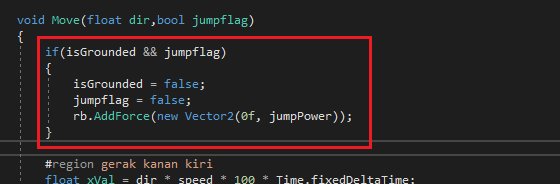 void Move(float dir,bool jumpflag)
{
if(isGrounded && jumpflag)
{
isGrounded = false;
jumpflag = false;
rb.AddForce(new Vector2(0f, jumpPower));
}
#region gerak kanan kiri
float xVal = dir * speed * 100 * Time.fixedDeltaTime;